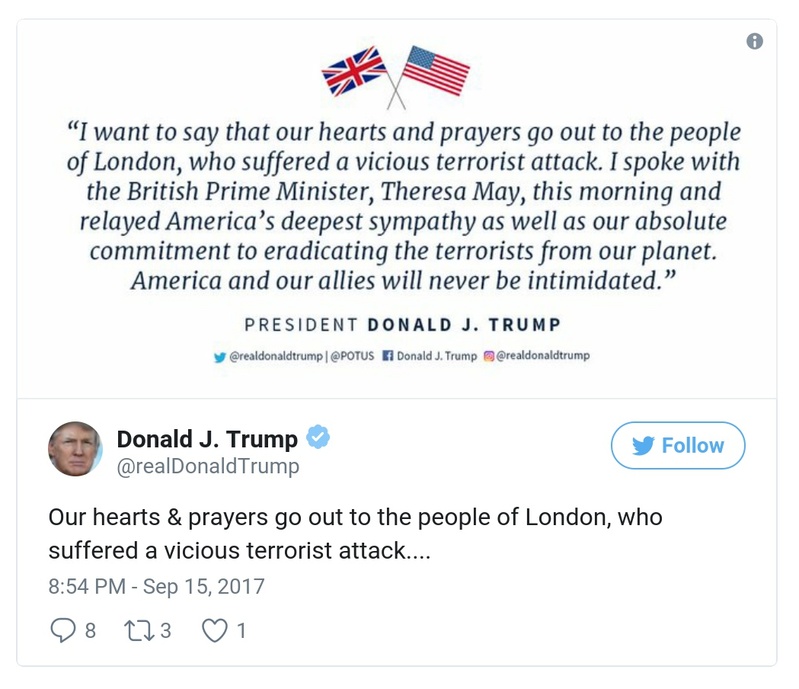 “I want to say that our hearts and prayers go out to the people
of London, who suffered a vicious terrorist attack. I spoke with
the British Prime Minister, Theresa May, this morning and
relayed America’s deepest sympathy as well as our absolute
commitment to eradicating the terrorists from our planet.
America and our allies will never be intimidated.”
PRESIDENT DONALD J. TRUMP
@realdonaldtrump | @POTUS Donald J. Trump @realdonaldtrump
Donald J. Trump
@realDonaldTrump
Follow
Our hearts & prayers go out to the people of London, who
suffered a vicious terrorist attack....
8:54 PM - Sep 15, 2017
8 3 1